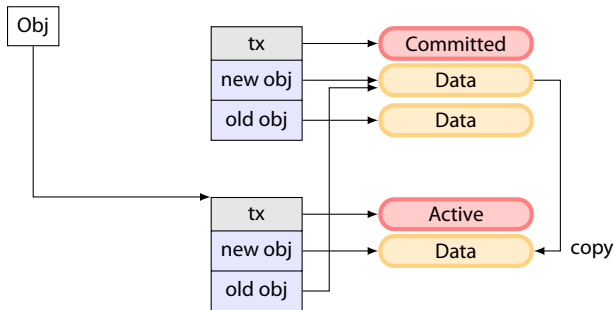 Obj
tx
Committed
new obj
Data
old obj
Data
tx
Active
new obj
Data
copy
old obj